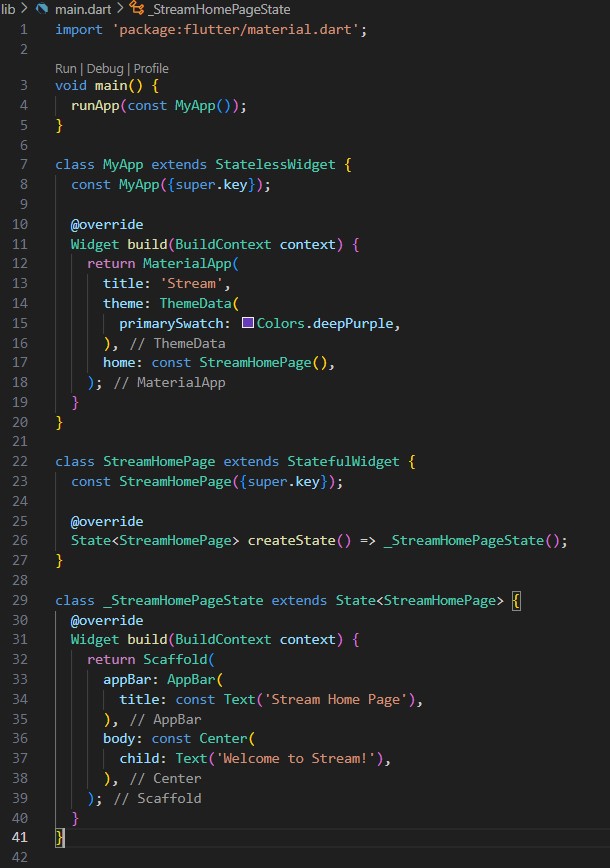 lib > main.dart > _StreamHomePageState
1 import 'package:flutter/material.dart';
2
Run | Debug | Profile
3 void main() {
4   runApp(const MyApp());
5 }
6
7 class MyApp extends StatelessWidget {
8   const MyApp({super.key});
9
10   @override
11   Widget build(BuildContext context) {
12     return MaterialApp(
13       title: 'Stream',
14       theme: ThemeData(
15         primarySwatch: Colors.deepPurple,
16       ), // ThemeData
17       home: const StreamHomePage(),
18     ); // MaterialApp
19   }
20 }
21
22 class StreamHomePage extends StatefulWidget {
23   const StreamHomePage({super.key});
24
25   @override
26   State<StreamHomePage> createState() => _StreamHomePageState();
27 }
28
29 class _StreamHomePageState extends State<StreamHomePage> {
30   @override
31   Widget build(BuildContext context) {
32     return Scaffold(
33       appBar: AppBar(
34         title: const Text('Stream Home Page'),
35       ), // AppBar
36       body: const Center(
37         child: Text('Welcome to Stream!'),
38       ), // Center
39     ); // Scaffold
40   }
41 }
42